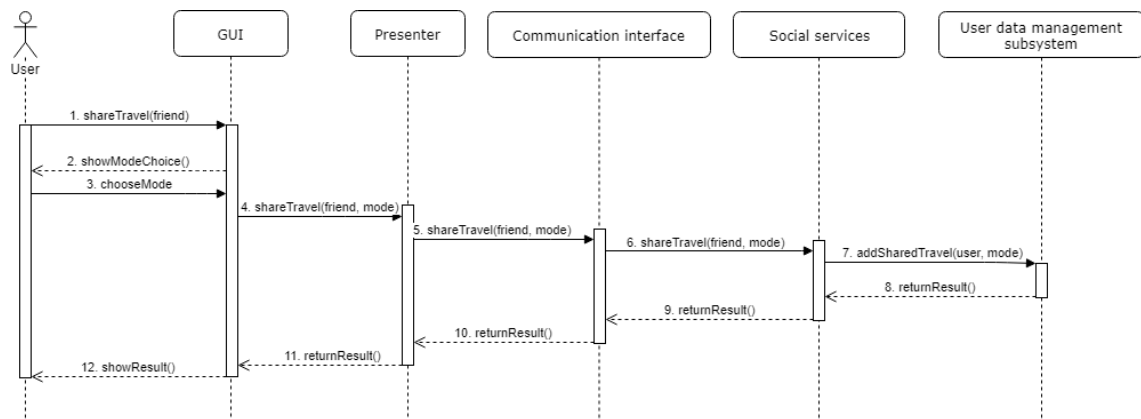 User
GUI
Presenter
Communication interface
Social services
User data management
subsystem
1. shareTravel(friend)
2. showModeChoice()
3. chooseMode
4. shareTravel(friend, mode)
5. shareTravel(friend, mode)
6. shareTravel(friend, mode)
7. addSharedTravel(user, mode)
8. returnResult()
9. returnResult()
10. returnResult()
11. returnResult()
12. showResult()